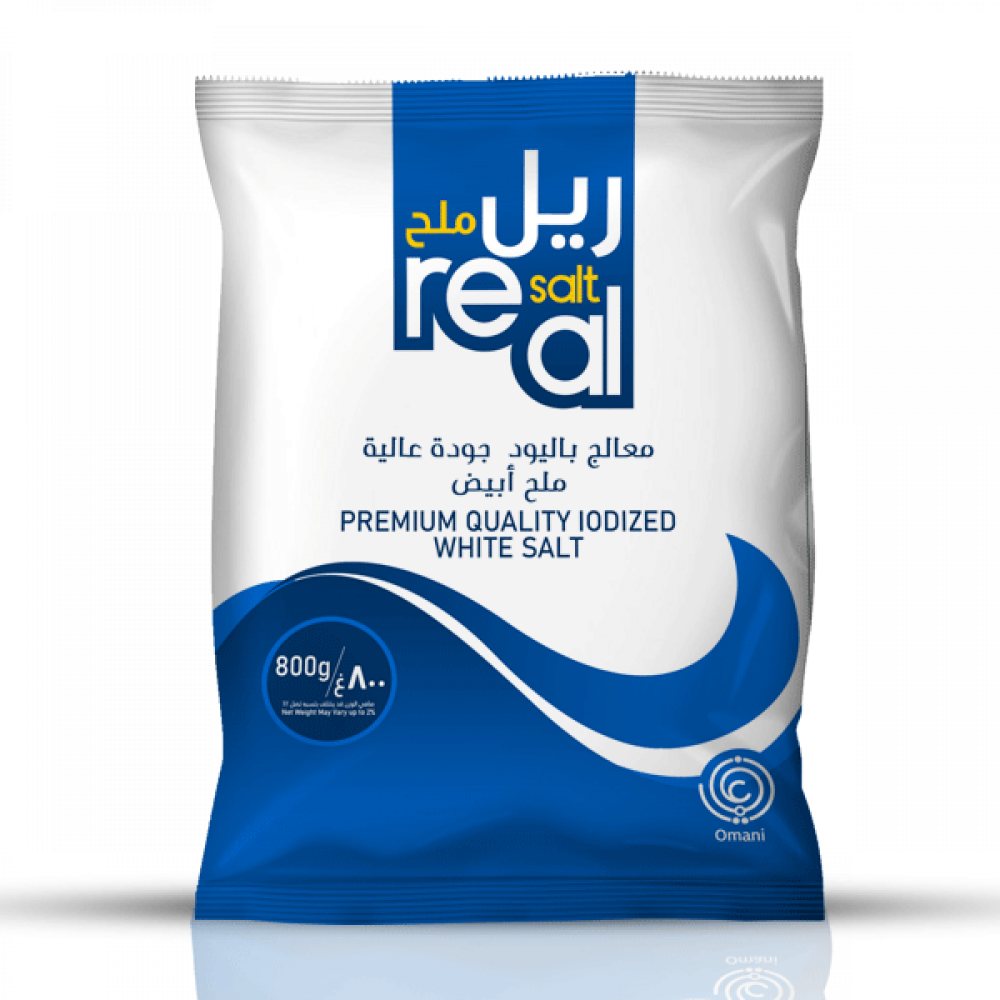 ريل
ملح
real
salt
معالج باليود جودة عالية
ملح أبيض
PREMIUM QUALITY IODIZED
WHITE SALT
800g/٨٠٠غ
Net Weight May Vary up to 2%
Omani